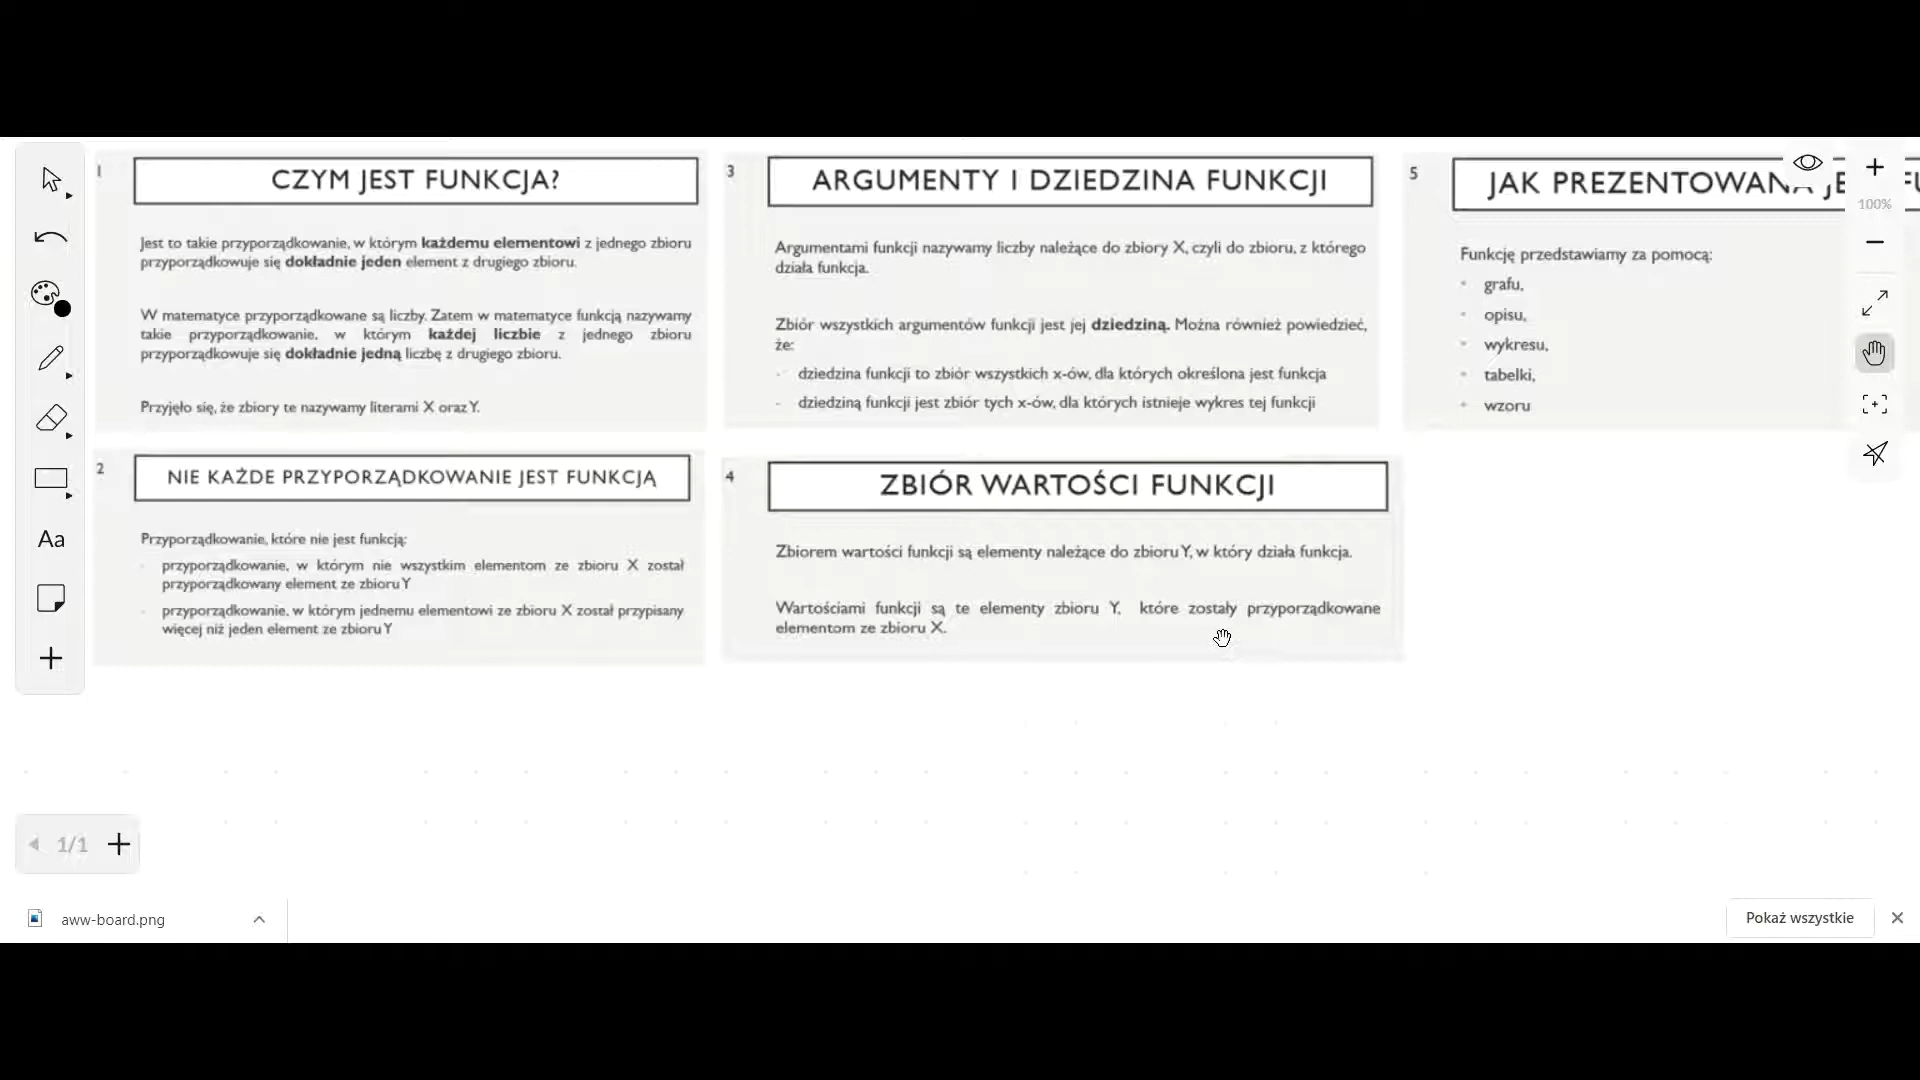 1
CZYM JEST FUNKCJA?
Jest to takie przyporządkowanie, w którym każdemu elementowi z jednego zbioru
przyporządkowuje się dokładnie jeden element z drugiego zbioru.
W matematyce przyporządkowane są liczby. Zatem w matematyce funkcją nazywamy
takie przyporządkowanie, w którym każdej liczbie z jednego zbioru
przyporządkowuje się dokładnie jedną liczbę z drugiego zbioru.
Przyjęło się, że zbiory te nazywamy literami X oraz Y.
2
NIE KAŻDE PRZYPORZĄDKOWANIE JEST FUNKCJĄ
Przyporządkowanie, które nie jest funkcją:
- przyporządkowanie, w którym nie wszystkim elementom ze zbioru X został
przyporządkowany element ze zbioru Y
- przyporządkowanie, w którym jednemu elementowi ze zbioru X został przypisany
więcej niż jeden element ze zbioru Y
3
ARGUMENTY I DZIEDZINA FUNKCJI
Argumentami funkcji nazywamy liczby należące do zbiory X, czyli do zbioru, z którego
działa funkcja.
Zbiór wszystkich argumentów funkcji jest jej dziedziną. Można również powiedzieć,
że:
- dziedzina funkcji to zbiór wszystkich x-ów, dla których określona jest funkcja
- dziedziną funkcji jest zbiór tych x-ów, dla których istnieje wykres tej funkcji
4
ZBIÓR WARTOŚCI FUNKCJI
Zbiorem wartości funkcji są elementy należące do zbioru Y, w który działa funkcja.
Wartościami funkcji są te elementy zbioru Y, które zostały przyporządkowane
elementom ze zbioru X.
5
JAK PREZENTOWANA JE FU
Funkcję przedstawiamy za pomocą:
• grafu,
• opisu,
• wykresu,
• tabelki,
• wzoru
100%
Aa
1/1
aww-board.png
Pokaż wszystkie